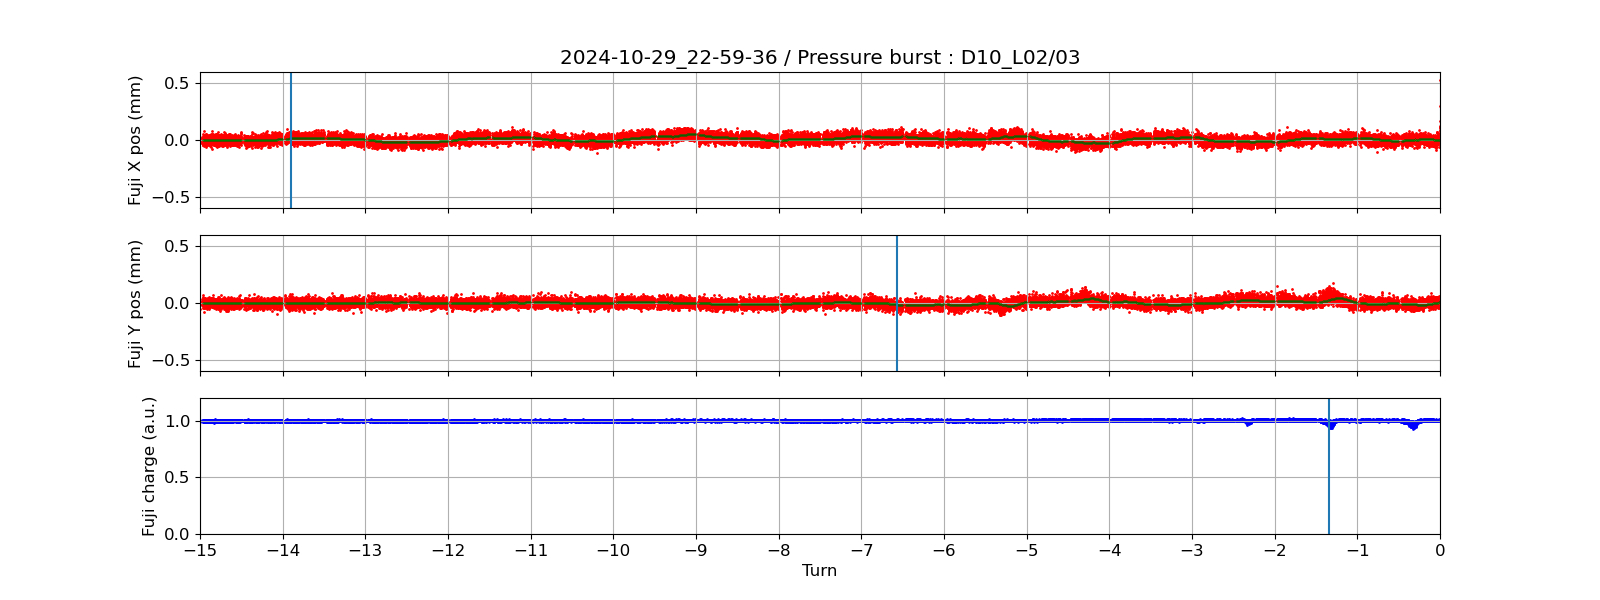 2024-10-29_22-59-36 / Pressure burst : D10_L02/03
Fuji X pos (mm)
0.5
0.0
−0.5
Fuji Y pos (mm)
0.5
0.0
−0.5
Fuji charge (a.u.)
1.0
0.5
0.0
−15 −14 −13 −12 −11 −10 −9 −8 −7 −6 −5 −4 −3 −2 −1 0
Turn